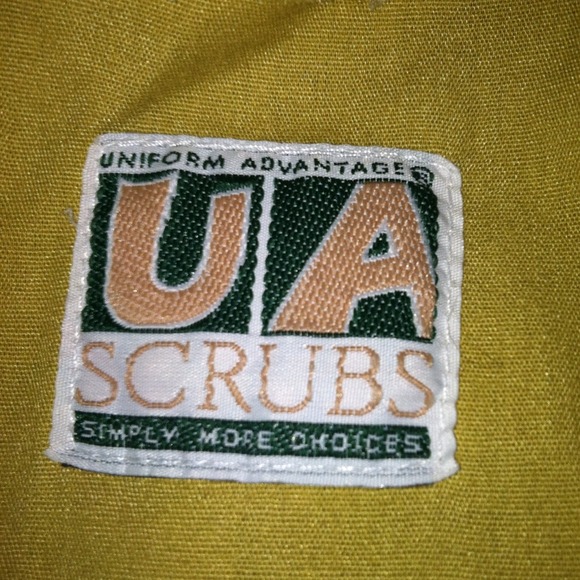 UNIFORM ADVANTAGE®
UA
SCRUBS
SIMPLY MORE CHOICES